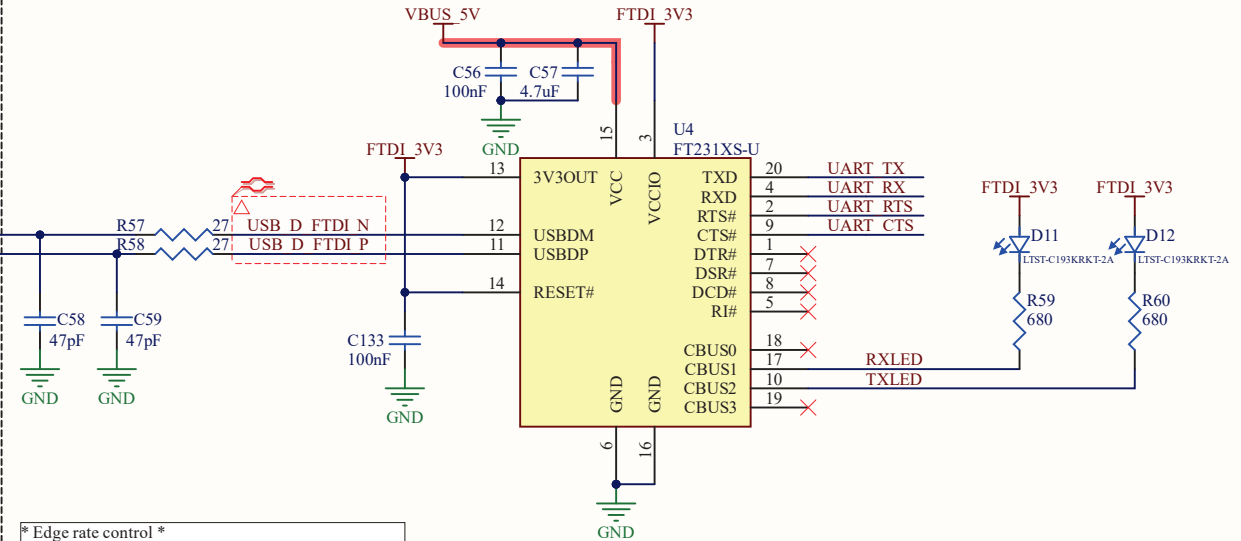 VBUS_5V
FTDI_3V3
C56
100nF
C57
4.7uF
GND
15
3
U4
FT231XS-U
FTDI_3V3
13
3V3OUT
VCC
VCCIO
TXD
20
UART_TX
RXD
4
UART_RX
RTS#
2
UART_RTS
CTS#
9
UART_CTS
DTR#
1
DSR#
7
DCD#
8
RI#
5
CBUS0
18
CBUS1
17
RXLED
CBUS2
10
TXLED
CBUS3
19
R57
27
USB_D_FTDI_N
12
USBDM
R58
27
USB_D_FTDI_P
11
USBDP
14
RESET#
C58
47pF
GND
C59
47pF
GND
C133
100nF
GND
GND
GND
6
16
GND
FTDI_3V3
D11
LTST-C193KRKT-2A
R59
680
FTDI_3V3
D12
LTST-C193KRKT-2A
R60
680
* Edge rate control *